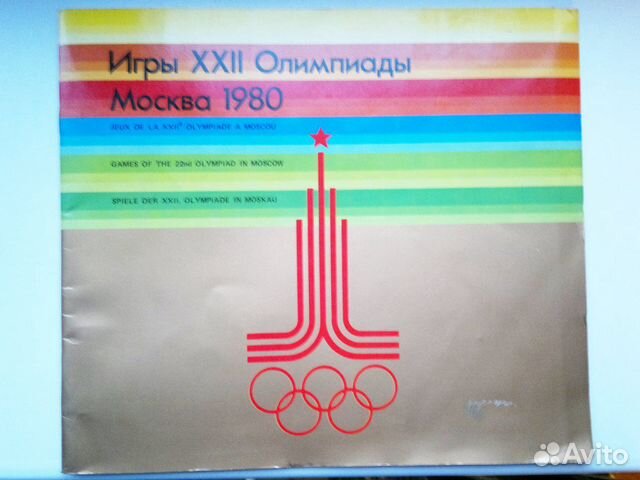 Игры XXII Олимпиады
Москва 1980
JEUX DE LA XXIIᵉ OLYMPIADE A MOSCOU
GAMES OF THE 22nd OLYMPIAD IN MOSCOW
SPIELE DER XXII. OLYMPIADE IN MOSKAU
Avito